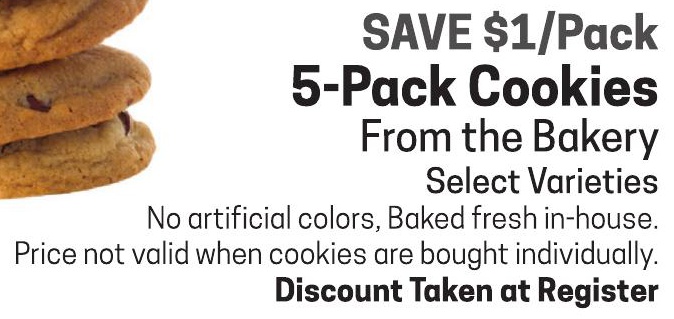 SAVE $1/Pack
5-Pack Cookies
From the Bakery
Select Varieties
No artificial colors, Baked fresh in-house.
Price not valid when cookies are bought individually.
Discount Taken at Register